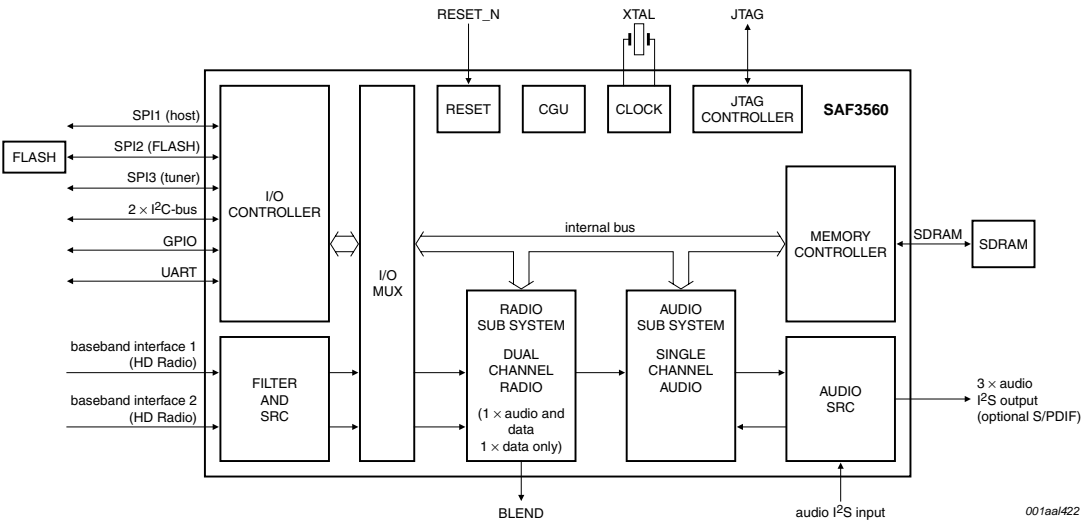 RESET_N
XTAL
JTAG
RESET
CGU
CLOCK
JTAG
CONTROLLER
SAF3560
SPI1 (host)
FLASH
SPI2 (FLASH)
SPI3 (tuner)
2 × I²C-bus
GPIO
UART
I/O
CONTROLLER
I/O
MUX
internal bus
MEMORY
CONTROLLER
SDRAM
SDRAM
baseband interface 1
(HD Radio)
baseband interface 2
(HD Radio)
FILTER
AND
SRC
RADIO
SUB SYSTEM
DUAL
CHANNEL
RADIO
(1 × audio and
data
1 × data only)
AUDIO
SUB SYSTEM
SINGLE
CHANNEL
AUDIO
AUDIO
SRC
3 × audio
I²S output
(optional S/PDIF)
BLEND
audio I²S input
001aal422